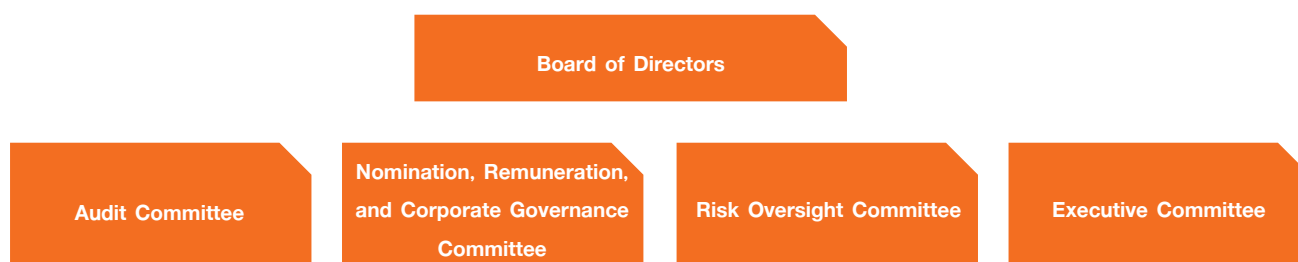 Board of Directors
Audit Committee
Nomination, Remuneration,
and Corporate Governance
Committee
Risk Oversight Committee
Executive Committee